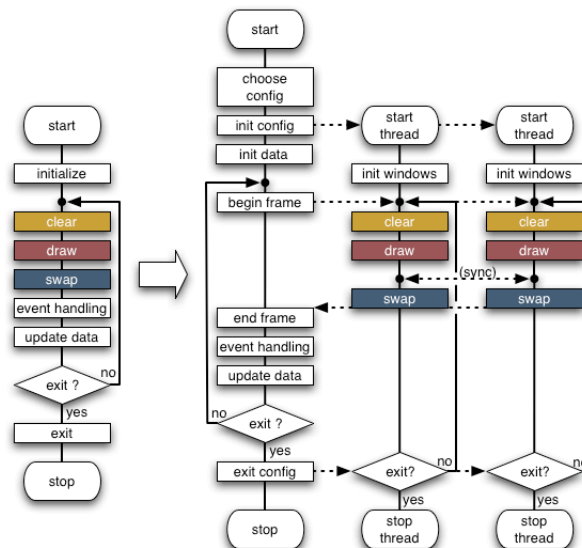 start
initialize
clear
draw
swap
event handling
update data
exit ?
no
yes
exit
stop
start
choose
config
init config
init data
begin frame
end frame
event handling
update data
exit ?
no
yes
exit config
stop
start
thread
init windows
clear
draw
(sync)
swap
exit?
no
yes
stop
thread
start
thread
init windows
clear
draw
swap
exit?
no
yes
stop
thread